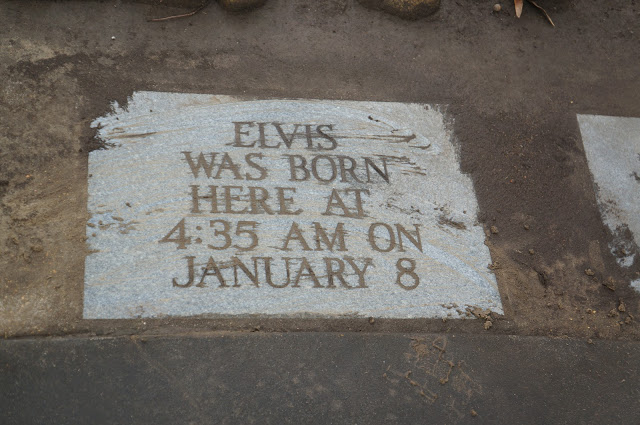 ELVIS
WAS BORN
HERE AT
4:35 AM ON
JANUARY 8